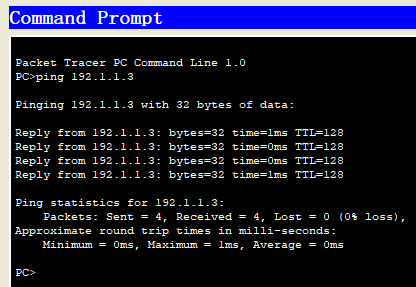 Command Prompt
Packet Tracer PC Command Line 1.0
PC>ping 192.1.1.3
Pinging 192.1.1.3 with 32 bytes of data:
Reply from 192.1.1.3: bytes=32 time=1ms TTL=128
Reply from 192.1.1.3: bytes=32 time=0ms TTL=128
Reply from 192.1.1.3: bytes=32 time=0ms TTL=128
Reply from 192.1.1.3: bytes=32 time=1ms TTL=128
Ping statistics for 192.1.1.3:
Packets: Sent = 4, Received = 4, Lost = 0 (0% loss),
Approximate round trip times in milli-seconds:
Minimum = 0ms, Maximum = 1ms, Average = 0ms
PC>